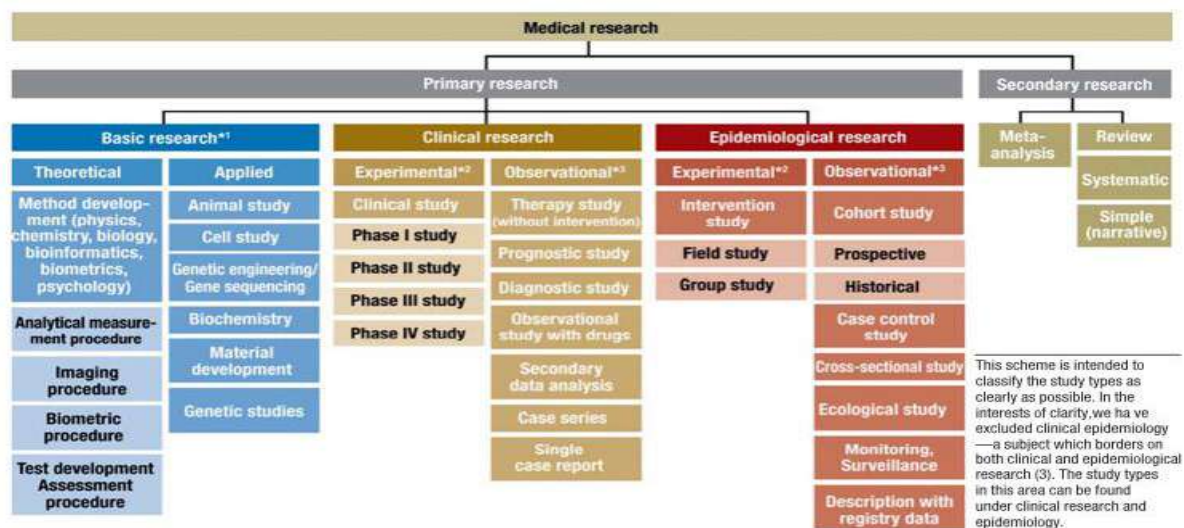 Medical research
Primary research
Secondary research
Basic research*1
Clinical research
Epidemiological research
Meta-
analysis
Review
Systematic
Simple
(narrative)
Theoretical
Method develop-
ment (physics,
chemistry, biology,
bioinformatics,
biometrics,
psychology)
Analytical measure-
ment procedure
Imaging
procedure
Biometric
procedure
Test development
Assessment
procedure
Applied
Animal study
Cell study
Genetic engineering/
Gene sequencing
Biochemistry
Material
development
Genetic studies
Experimental*2
Clinical study
Phase I study
Phase II study
Phase III study
Phase IV study
Observational*3
Therapy study
(without intervention)
Prognostic study
Diagnostic study
Observational
study with drugs
Secondary
data analysis
Case series
Single
case report
Experimental*2
Intervention
study
Field study
Group study
Observational*3
Cohort study
Prospective
Historical
Case control
study
Cross-sectional study
Ecological study
Monitoring,
Surveillance
Description with
registry data
This scheme is intended to
classify the study types as
clearly as possible. In the
interests of clarity,we ha ve
excluded clinical epidemiology
—a subject which borders on
both clinical and epidemiological
research (3). The study types
in this area can be found
under clinical research and
epidemiology.